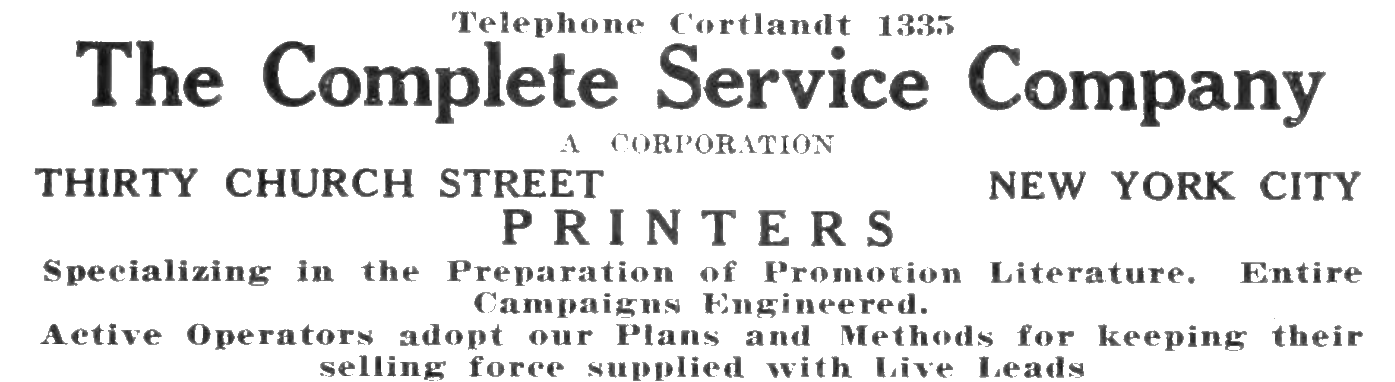 Telephone Cortlandt 1335
The Complete Service Company
A CORPORATION
THIRTY CHURCH STREET NEW YORK CITY
PRINTERS
Specializing in the Preparation of Promotion Literature. Entire
Campaigns Engineered.
Active Operators adopt our Plans and Methods for keeping their
selling force supplied with Live Leads